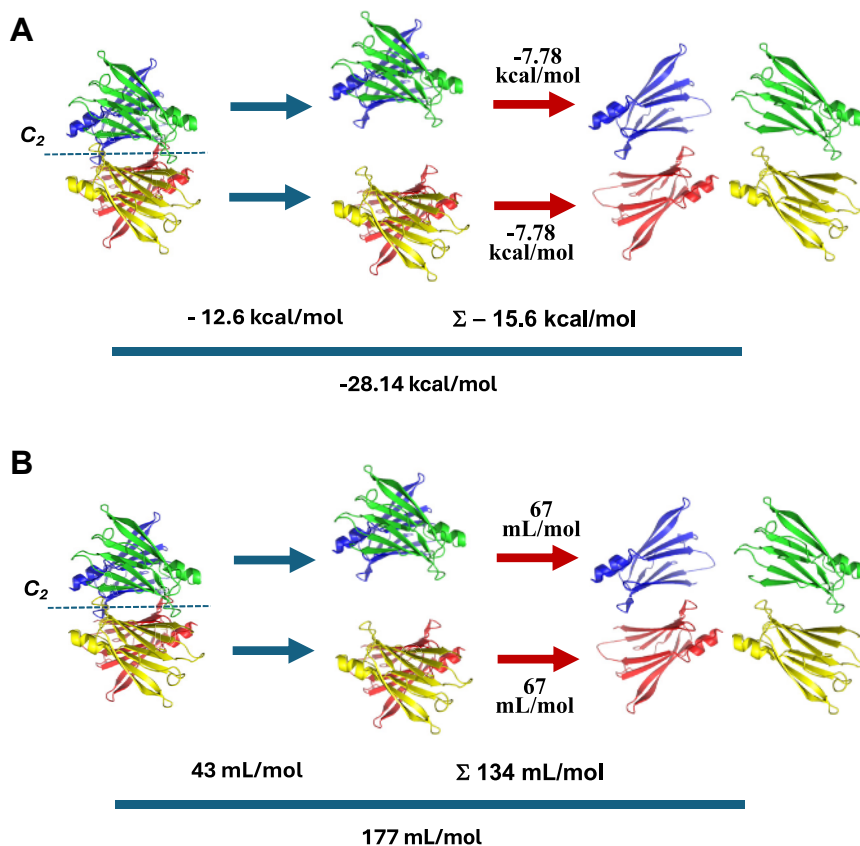 A
-7.78
kcal/mol
C₂
-7.78
kcal/mol
- 12.6 kcal/mol
Σ – 15.6 kcal/mol
-28.14 kcal/mol
B
67
mL/mol
C₂
67
mL/mol
43 mL/mol
Σ 134 mL/mol
177 mL/mol